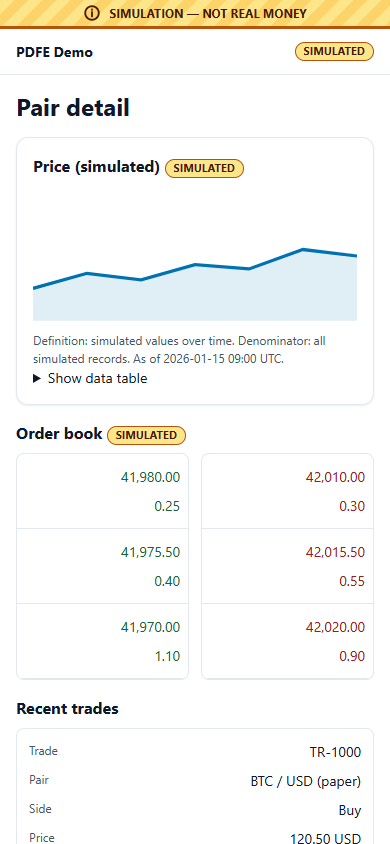 SIMULATION — NOT REAL MONEY
PDFE Demo SIMULATED
Pair detail
Price (simulated) SIMULATED
Definition: simulated values over time. Denominator: all
simulated records. As of 2026-01-15 09:00 UTC.
Show data table
Order book SIMULATED
41,980.00 42,010.00
0.25 0.30
41,975.50 42,015.50
0.40 0.55
41,970.00 42,020.00
1.10 0.90
Recent trades
Trade TR-1000
Pair BTC / USD (paper)
Side Buy
Price 120.50 USD